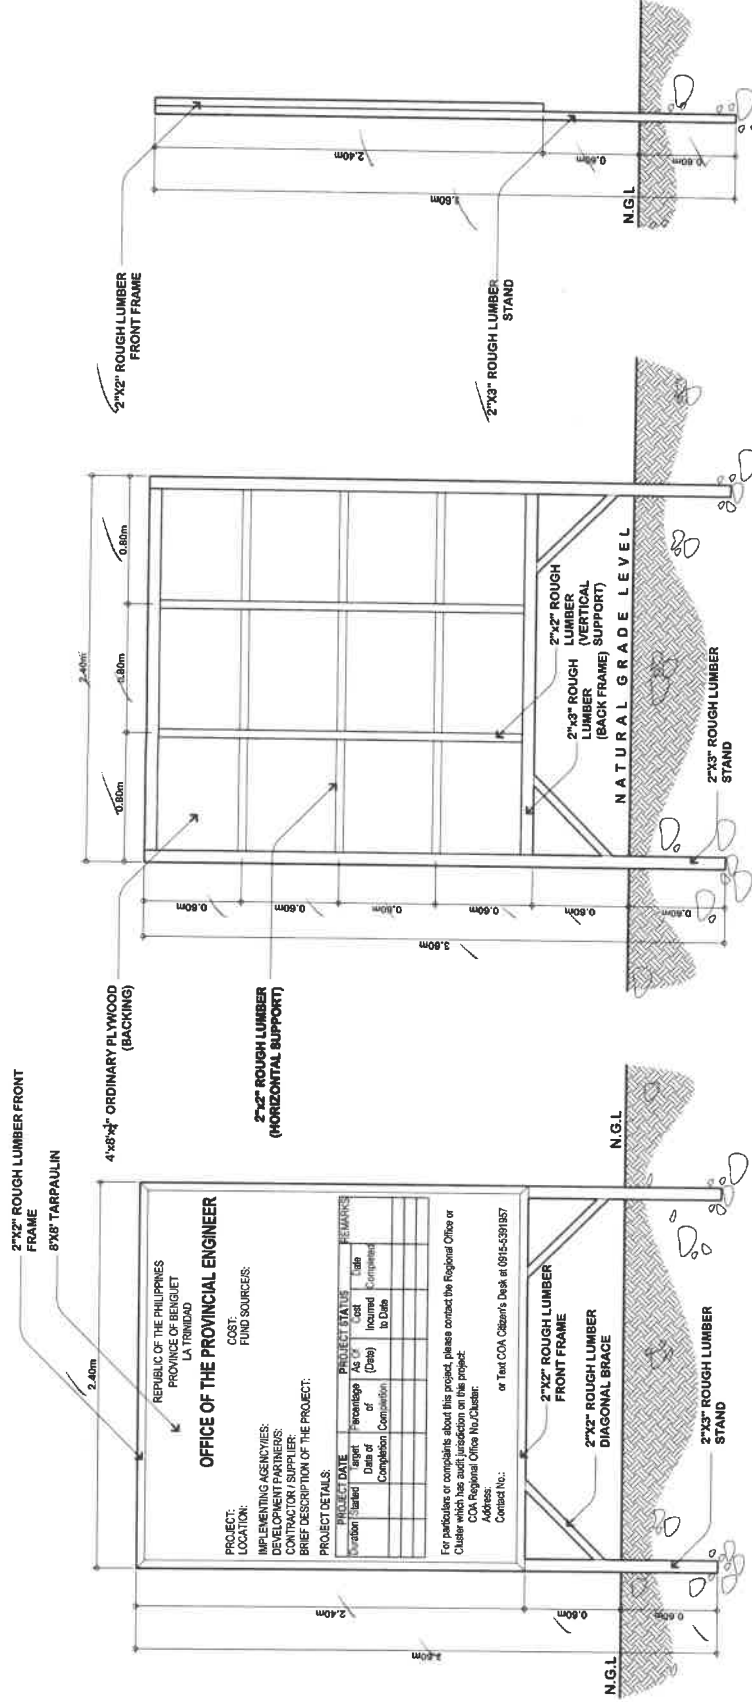 2"X2" ROUGH LUMBER FRONT
FRAME
8'X8' TARPAULIN
2.40m
REPUBLIC OF THE PHILIPPINES
PROVINCE OF BENGUET
LA TRINIDAD
OFFICE OF THE PROVINCIAL ENGINEER
PROJECT:
LOCATION:
COST:
FUND SOURCE/S:
IMPLEMENTING AGENCY/IES:
DEVELOPMENT PARTNER/S:
CONTRACTOR / SUPPLIER:
BRIEF DESCRIPTION OF THE PROJECT:
PROJECT DETAILS:
PROJECT DATE
PROJECT STATUS
REMARKS
Duration
Started
Target
Date of
Completion
Percentage
of
Completion
As Of
(Date)
Cost
Incurred
to Date
Date
Completed
For particulars or complaints about this project, please contact the Regional Office or
Cluster which has audit jurisdiction on this project:
COA Regional Office No./Cluster:
Address:
Contact No.: or Text COA Citizen's Desk at 0915-5391957
2"X2" ROUGH LUMBER
FRONT FRAME
2"X2" ROUGH LUMBER
DIAGONAL BRACE
2"X3" ROUGH LUMBER
STAND
2.40m
0.60m
0.60m
3.60m
N.G.L
N.G.L
4'x8'x½" ORDINARY PLYWOOD
(BACKING)
2"x2" ROUGH LUMBER
(HORIZONTAL SUPPORT)
2.40m
0.80m
0.80m
0.80m
0.60m
0.60m
0.60m
0.60m
0.60m
0.60m
3.60m
2"x2" ROUGH
LUMBER
(VERTICAL
SUPPORT)
2"x3" ROUGH
LUMBER
(BACK FRAME)
NATURAL GRADE LEVEL
2"X3" ROUGH LUMBER
STAND
2"X2" ROUGH LUMBER
FRONT FRAME
2"X3" ROUGH LUMBER
STAND
2.40m
0.60m
0.60m
3.60m
N.G.L